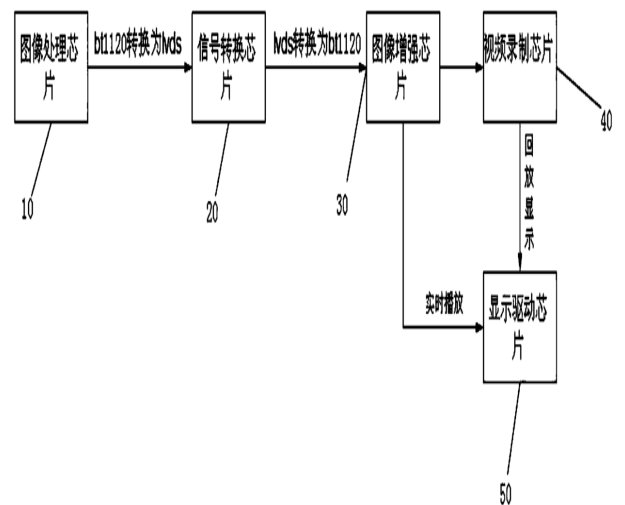 图像处理芯
片
bt1120转换为lvds
信号转换芯
片
lvds转换为bt1120
图像增强芯
片
视频录制芯片
10
20
30
40
回
放
显
示
实时播放
显示驱动芯
片
50